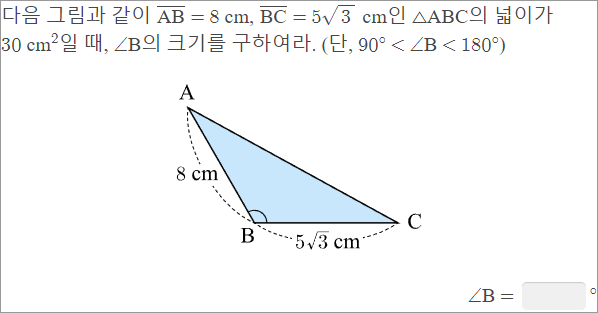 다음 그림과 같이 AB = 8 cm, BC = 5√3 cm인 △ABC의 넓이가
30 cm²일 때, ∠B의 크기를 구하여라. (단, 90° < ∠B < 180°)
A
8 cm
B
5√3 cm
C
∠B = °